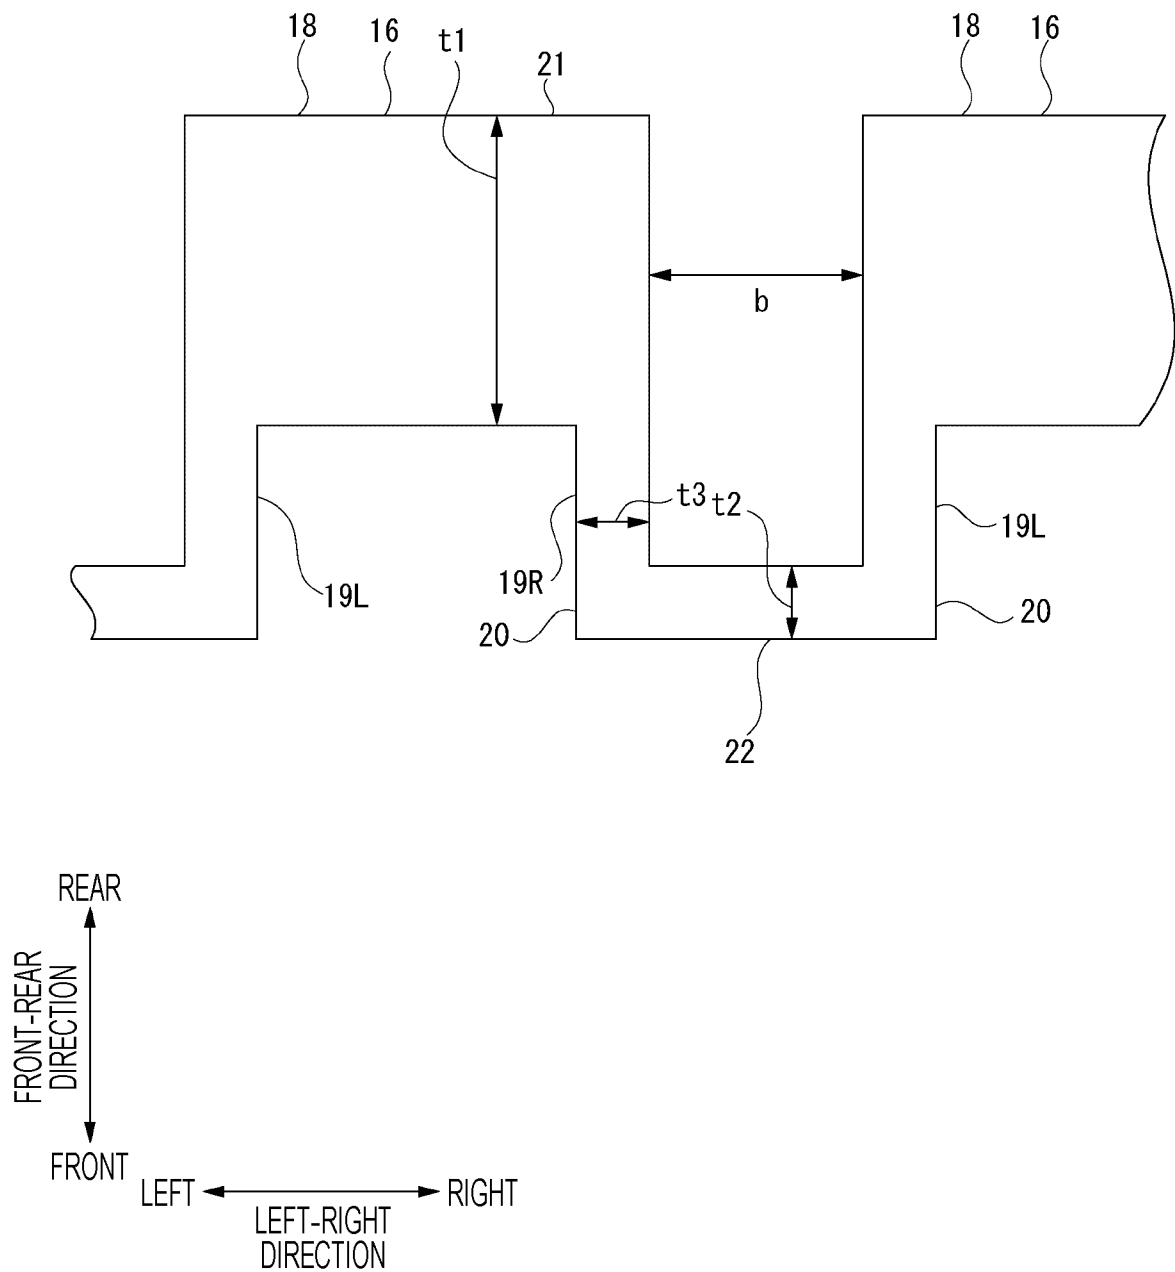 18 16 t1 21 18 16
b
t3 t2
19L 19R 19L
20 20
22
REAR
FRONT-REAR
DIRECTION
FRONT
LEFT RIGHT
LEFT-RIGHT
DIRECTION